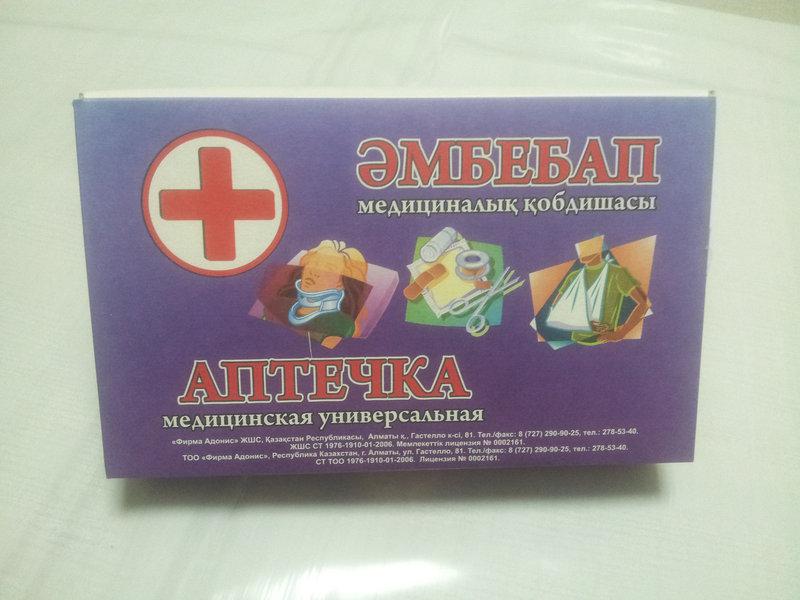 ӘМБЕБАП
медициналық қобдишасы
АПТЕЧКА
медицинская универсальная
«Фирма Адонис» ЖШС, Қазақстан Республикасы, Алматы қ., Гастелло к-сі, 81. Тел./факс: 8 (727) 290-90-25, тел.: 278-53-40.
ЖШС СТ 1976-1910-01-2006. Мемлекеттік лицензия № 0002161.
ТОО «Фирма Адонис», Республика Казахстан, г. Алматы, ул. Гастелло, 81. Тел./факс: 8 (727) 290-90-25, тел.: 278-53-40.
СТ ТОО 1976-1910-01-2006. Лицензия № 0002161.